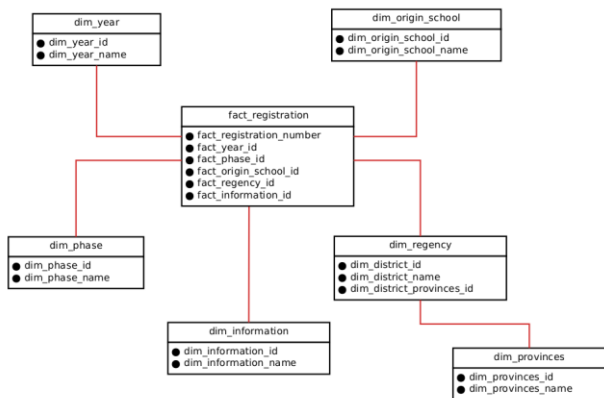 dim_year
dim_year_id
dim_year_name
dim_origin_school
dim_origin_school_id
dim_origin_school_name
fact_registration
fact_registration_number
fact_year_id
fact_phase_id
fact_origin_school_id
fact_regency_id
fact_information_id
dim_phase
dim_phase_id
dim_phase_name
dim_regency
dim_district_id
dim_district_name
dim_district_provinces_id
dim_information
dim_information_id
dim_information_name
dim_provinces
dim_provinces_id
dim_provinces_name